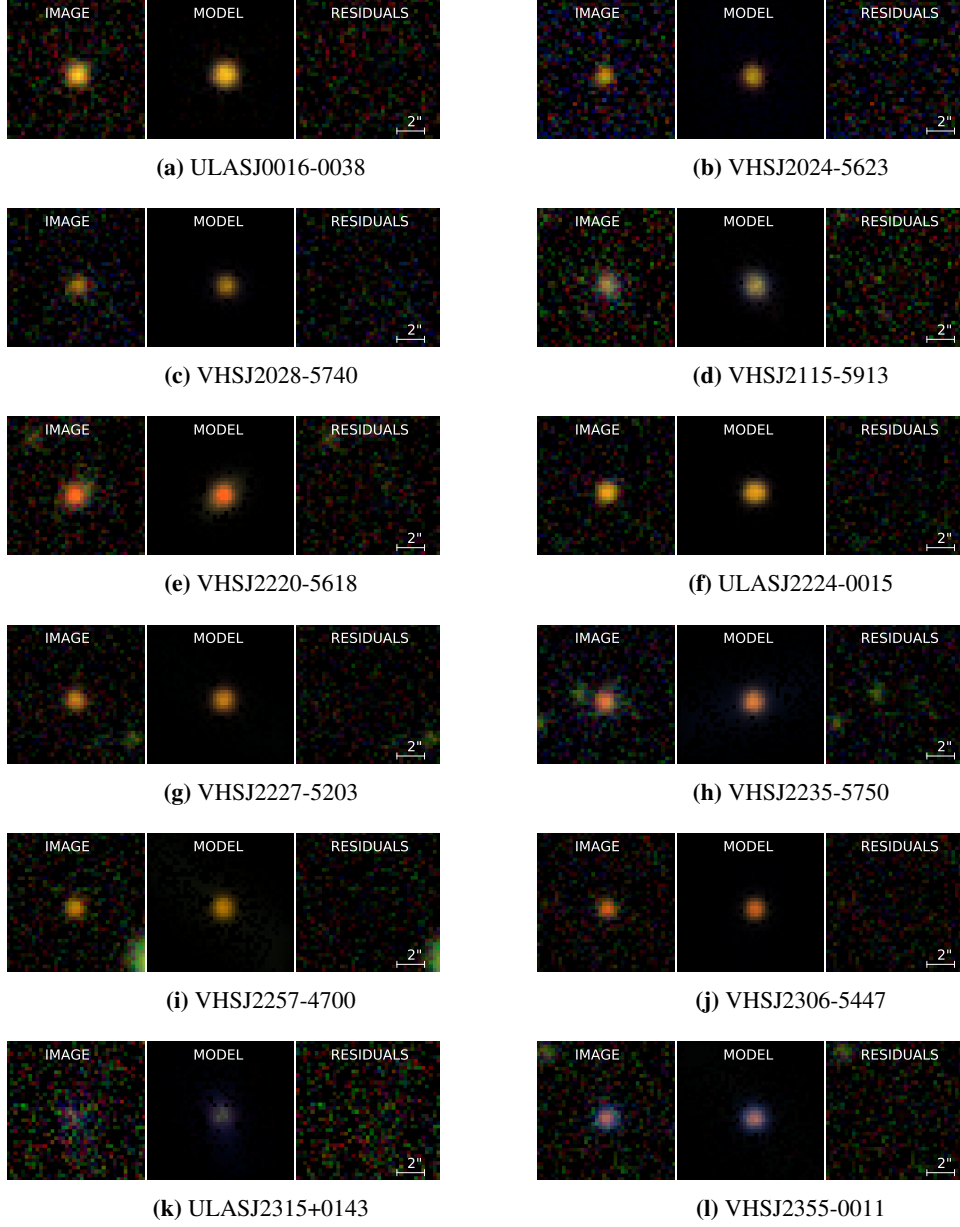 IMAGE MODEL RESIDUALS
2"
(a) ULASJ0016-0038
IMAGE MODEL RESIDUALS
2"
(b) VHSJ2024-5623
IMAGE MODEL RESIDUALS
2"
(c) VHSJ2028-5740
IMAGE MODEL RESIDUALS
2"
(d) VHSJ2115-5913
IMAGE MODEL RESIDUALS
2"
(e) VHSJ2220-5618
IMAGE MODEL RESIDUALS
2"
(f) ULASJ2224-0015
IMAGE MODEL RESIDUALS
2"
(g) VHSJ2227-5203
IMAGE MODEL RESIDUALS
2"
(h) VHSJ2235-5750
IMAGE MODEL RESIDUALS
2"
(i) VHSJ2257-4700
IMAGE MODEL RESIDUALS
2"
(j) VHSJ2306-5447
IMAGE MODEL RESIDUALS
2"
(k) ULASJ2315+0143
IMAGE MODEL RESIDUALS
2"
(l) VHSJ2355-0011